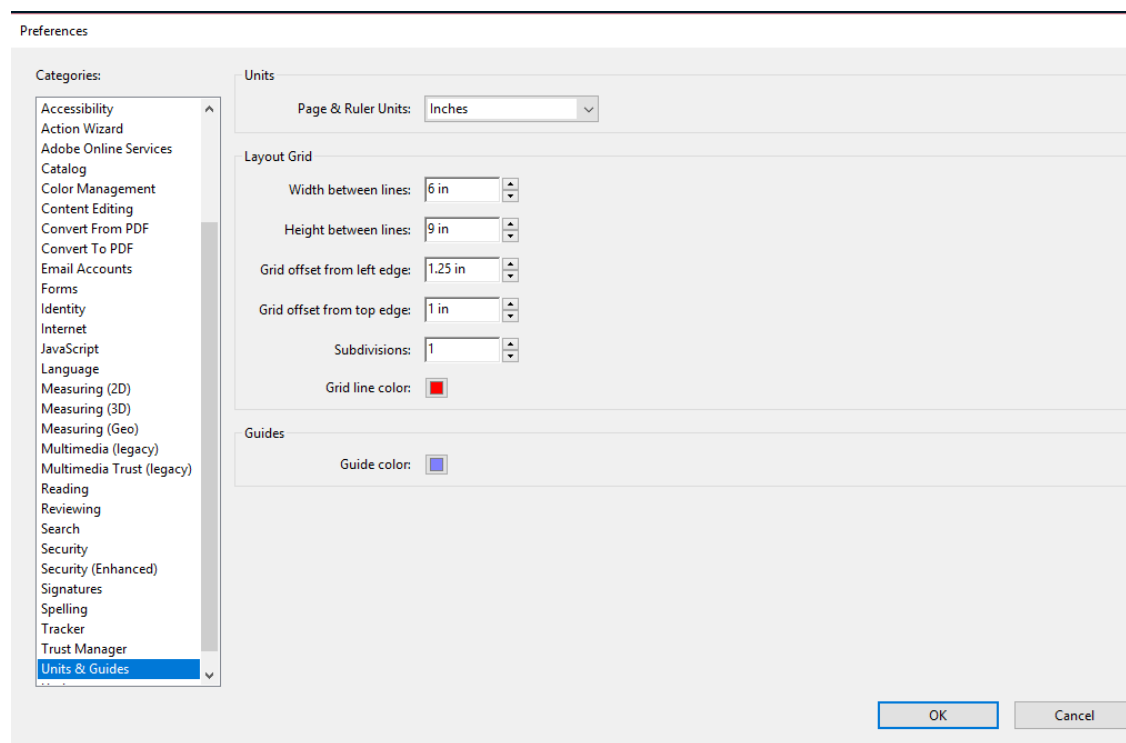 Preferences
Categories:
Accessibility
Action Wizard
Adobe Online Services
Catalog
Color Management
Content Editing
Convert From PDF
Convert To PDF
Email Accounts
Forms
Identity
Internet
JavaScript
Language
Measuring (2D)
Measuring (3D)
Measuring (Geo)
Multimedia (legacy)
Multimedia Trust (legacy)
Reading
Reviewing
Search
Security
Security (Enhanced)
Signatures
Spelling
Tracker
Trust Manager
Units & Guides
Units
Page & Ruler Units: Inches
Layout Grid
Width between lines: 6 in
Height between lines: 9 in
Grid offset from left edge: 1.25 in
Grid offset from top edge: 1 in
Subdivisions: 1
Grid line color:
Guides
Guide color:
OK Cancel